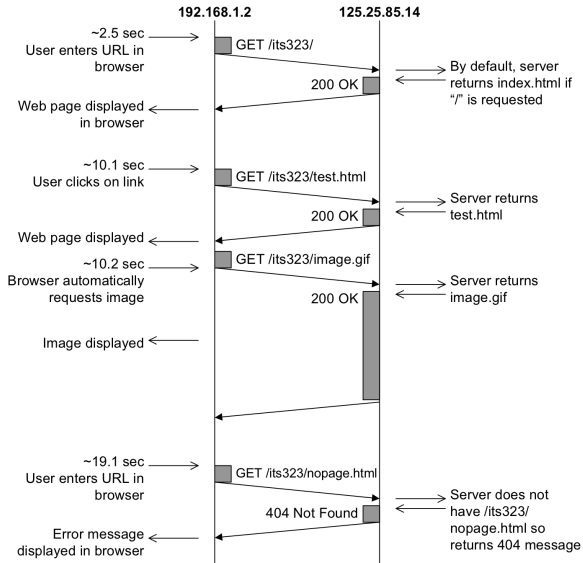 192.168.1.2
125.25.85.14
~2.5 sec
User enters URL in
browser
GET /its323/
By default, server
returns index.html if
“/” is requested
200 OK
Web page displayed
in browser
~10.1 sec
User clicks on link
GET /its323/test.html
Server returns
test.html
200 OK
Web page displayed
GET /its323/image.gif
~10.2 sec
Browser automatically
requests image
Server returns
image.gif
200 OK
Image displayed
~19.1 sec
User enters URL in
browser
GET /its323/nopage.html
Server does not
have /its323/
nopage.html so
returns 404 message
404 Not Found
Error message
displayed in browser